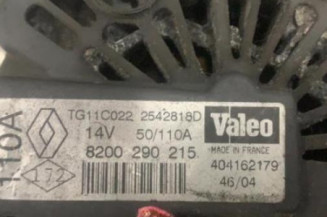 TG11C022 2542818D
14V 50/110A
8200 290 215
Valeo
MADE IN FRANCE
404162179
46/04
110A
172